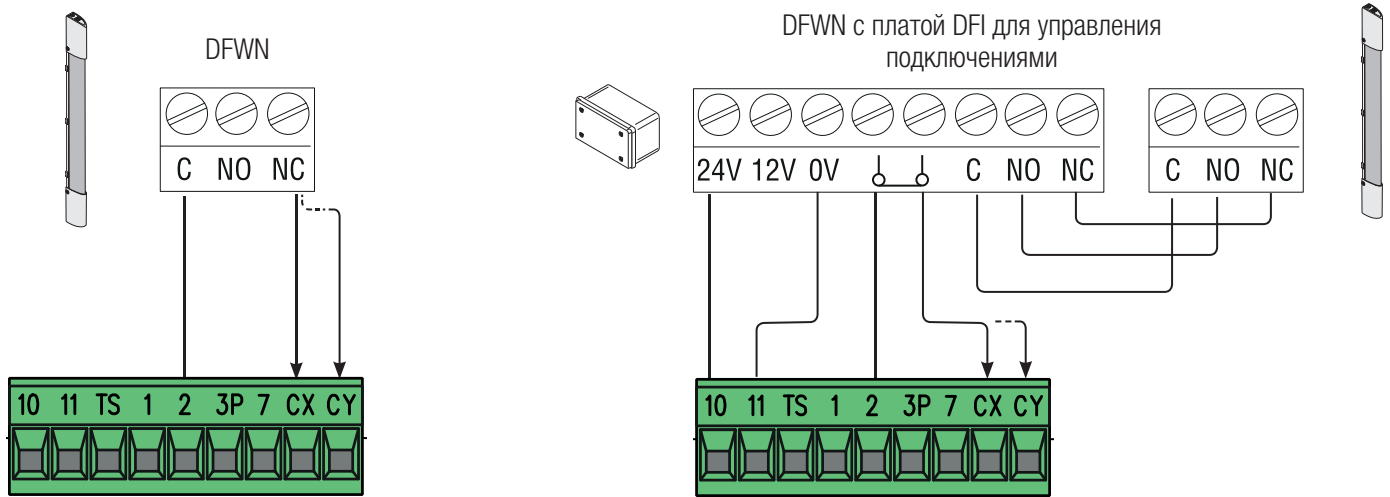 DFWN
C NO NC
10 11 TS 1 2 3P 7 CX CY
DFWN с платой DFI для управления
подключениями
24V 12V 0V C NO NC
C NO NC
10 11 TS 1 2 3P 7 CX CY